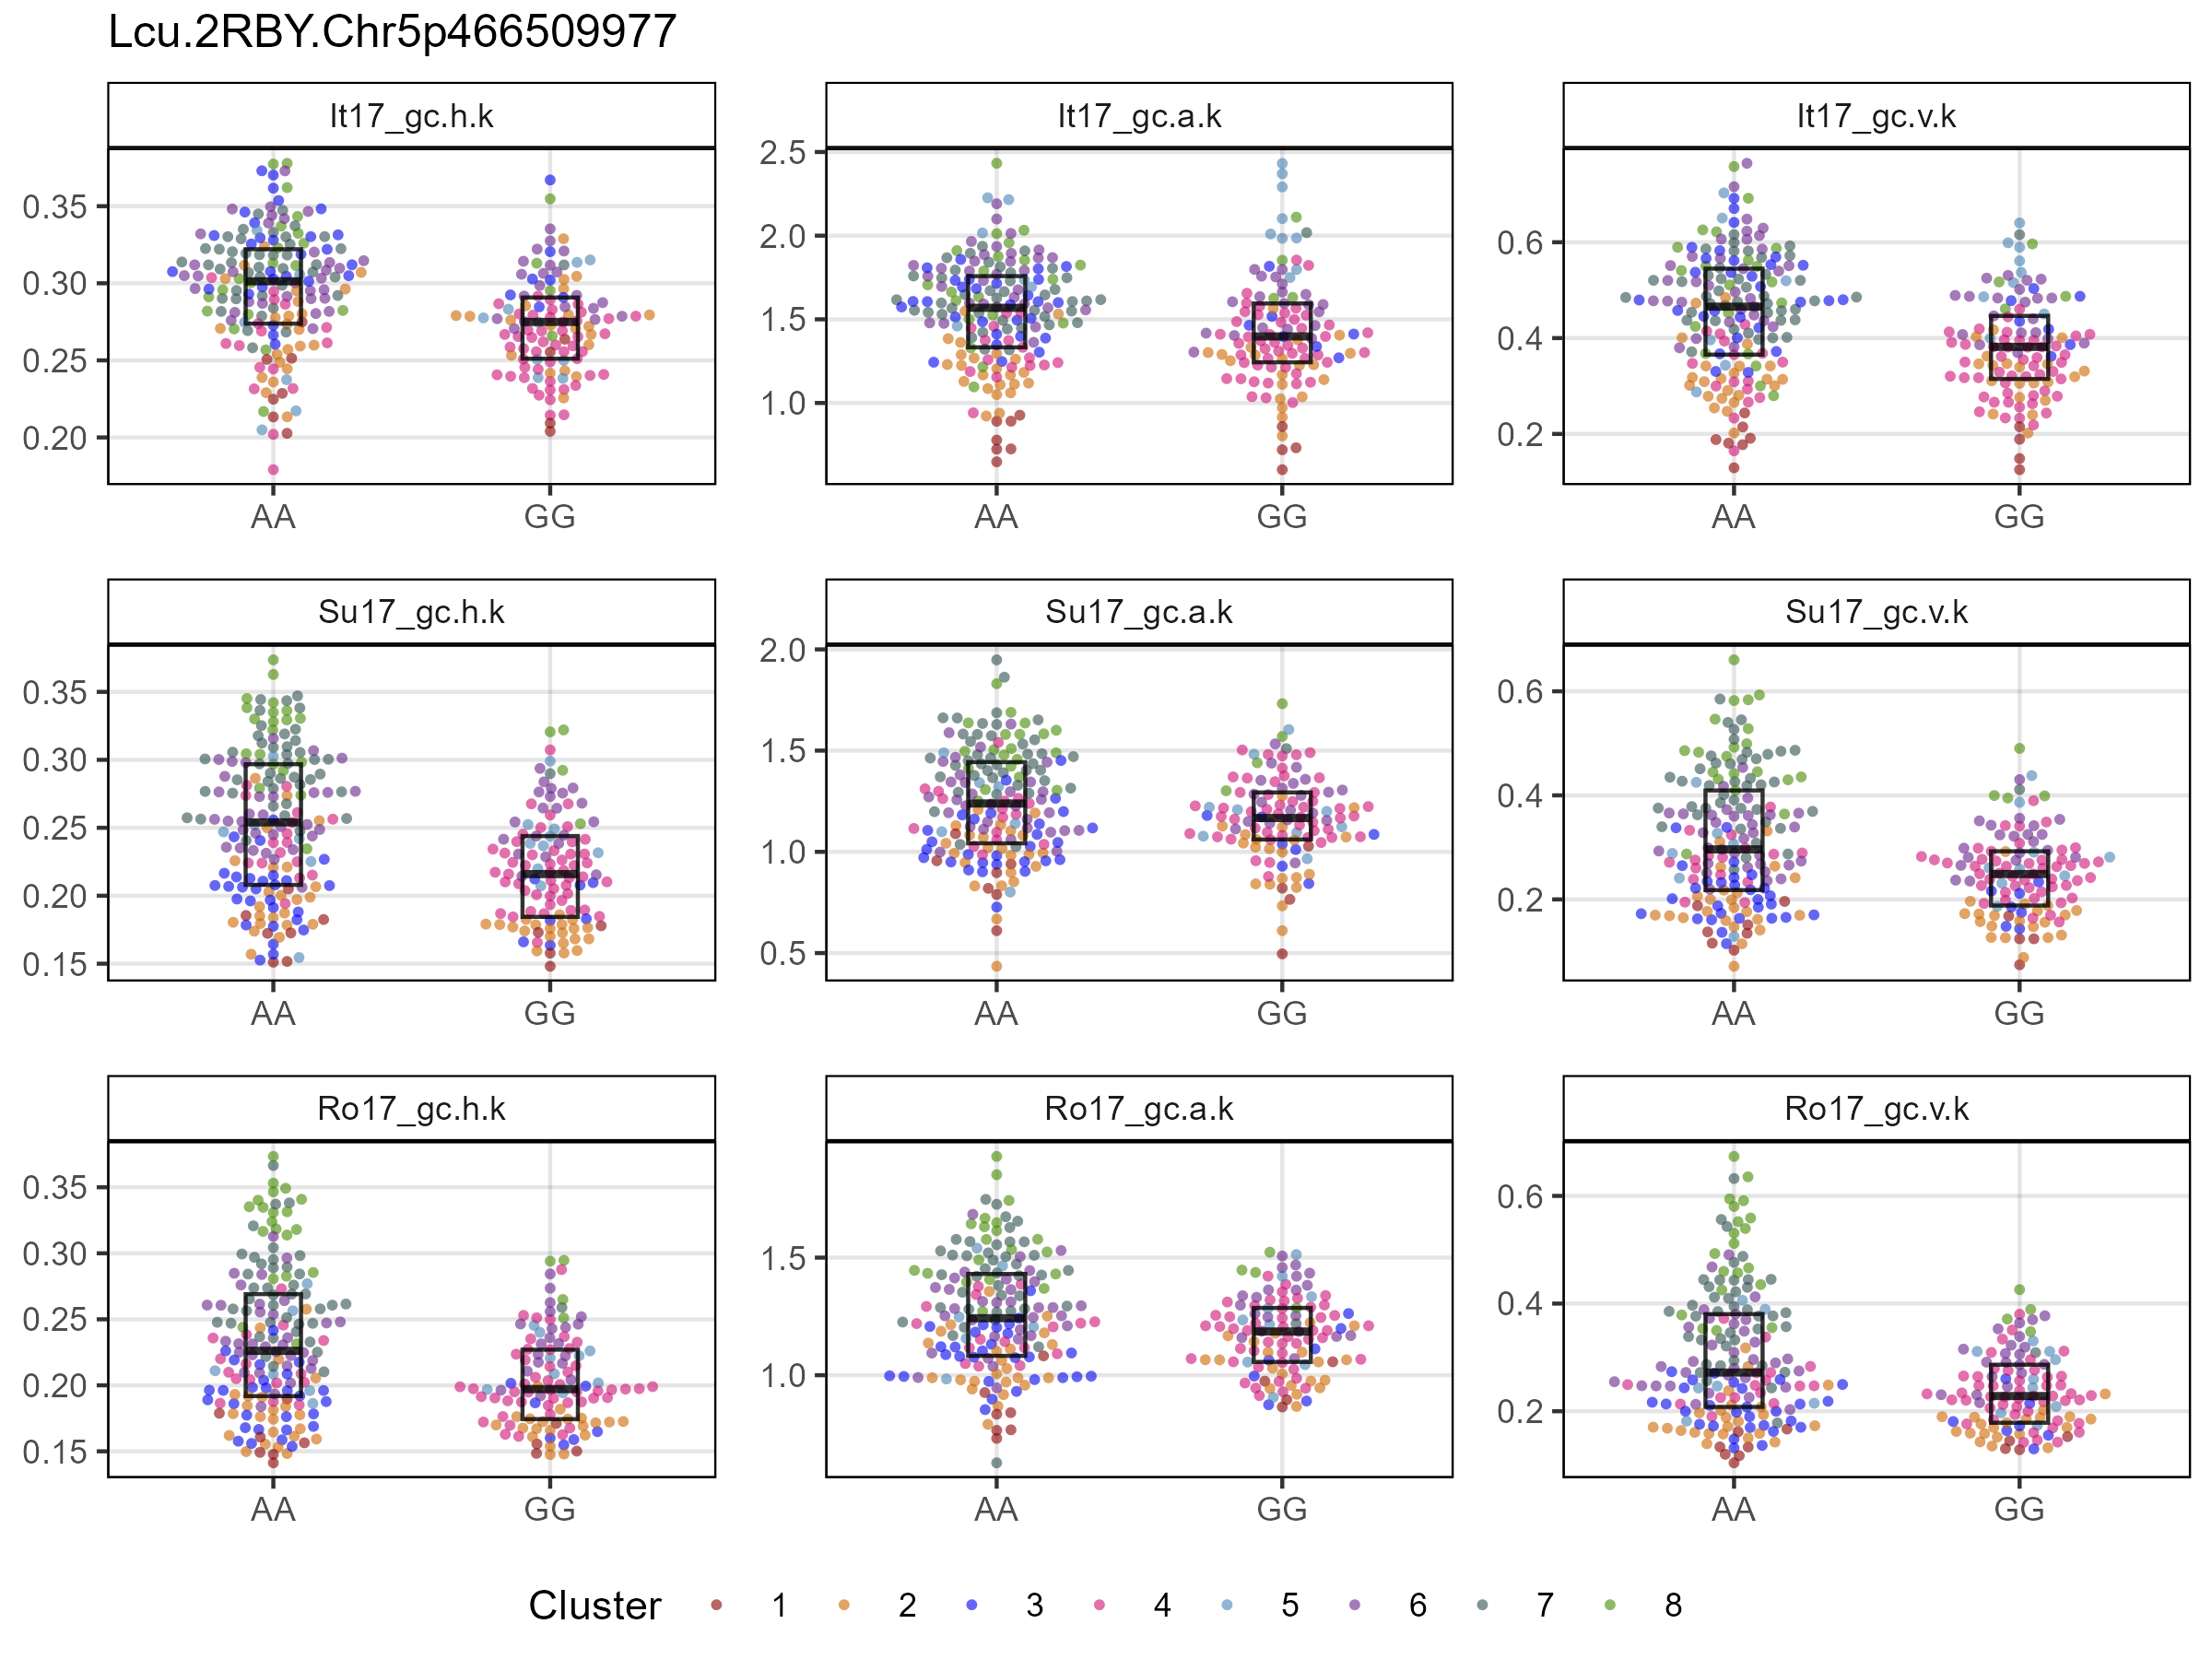 Lcu.2RBY.Chr5p466509977
It17_gc.h.k
It17_gc.a.k
It17_gc.v.k
0.35
0.30
0.25
0.20
AA
GG
2.5
2.0
1.5
1.0
AA
GG
0.6
0.4
0.2
AA
GG
Su17_gc.h.k
Su17_gc.a.k
Su17_gc.v.k
0.35
0.30
0.25
0.20
0.15
AA
GG
2.0
1.5
1.0
0.5
AA
GG
0.6
0.4
0.2
AA
GG
Ro17_gc.h.k
Ro17_gc.a.k
Ro17_gc.v.k
0.35
0.30
0.25
0.20
0.15
AA
GG
1.5
1.0
AA
GG
0.6
0.4
0.2
AA
GG
Cluster 1 2 3 4 5 6 7 8